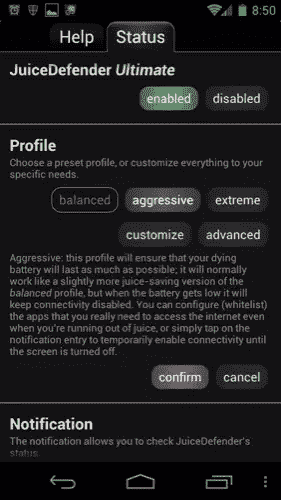 8:50
Help Status
JuiceDefender Ultimate
enabled disabled
Profile
Choose a preset profile, or customize everything to your
specific needs.
balanced aggressive extreme
customize advanced
Aggressive: this profile will ensure that your dying
battery will last as much as possible; it will normally
work like a slightly more juice-saving version of the
balanced profile, but when the battery gets low it will
keep connectivity disabled. You can configure (whitelist)
the apps that you really need to access the internet even
when you're running out of juice, or simply tap on the
notification entry to temporarily enable connectivity until
the screen is turned off.
confirm cancel
Notification
The notification allows you to check JuiceDefender's
status.